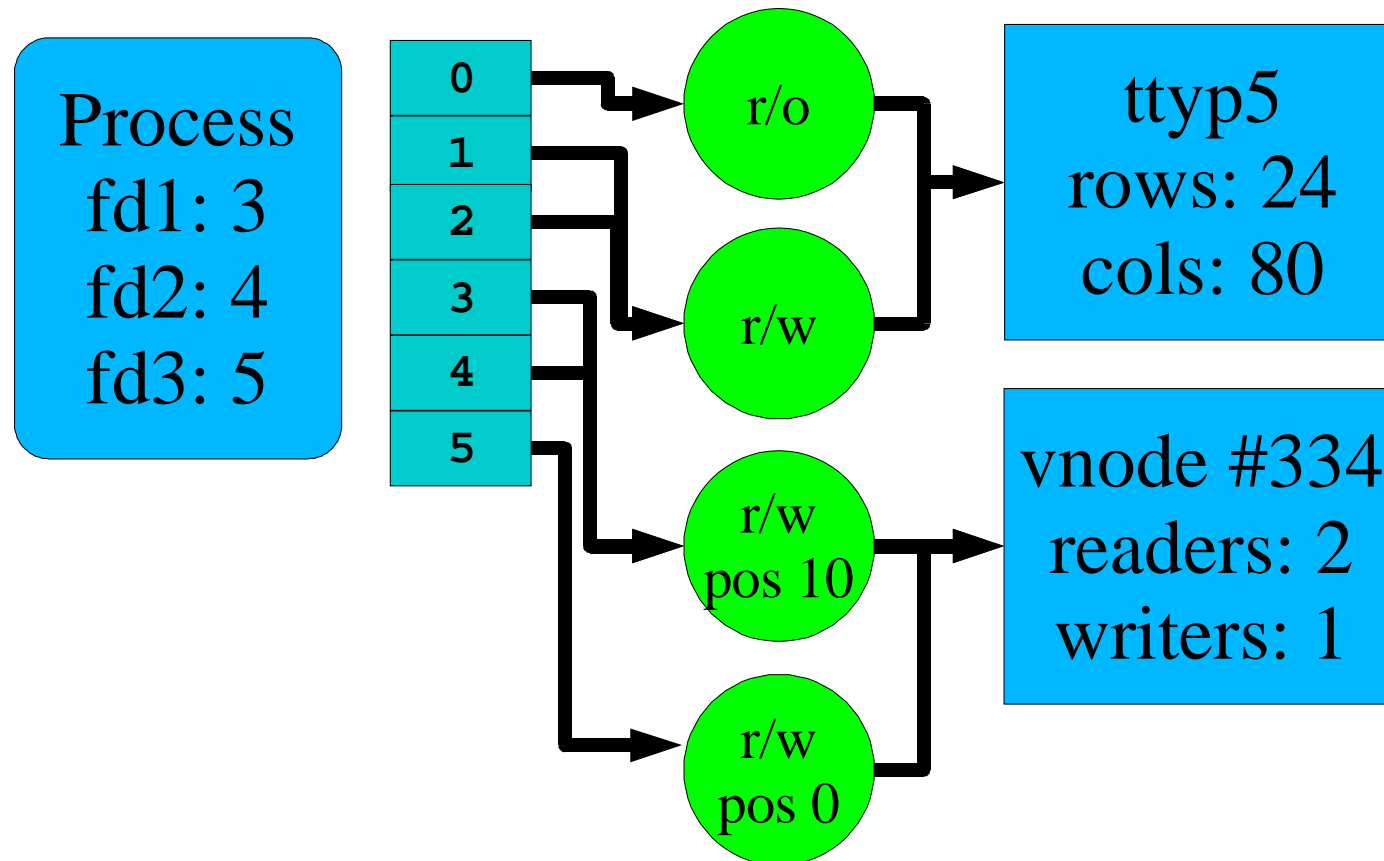 Process
fd1: 3
fd2: 4
fd3: 5
0
1
2
3
4
5
r/o
r/w
r/w
pos 10
r/w
pos 0
ttyp5
rows: 24
cols: 80
vnode #334
readers: 2
writers: 1